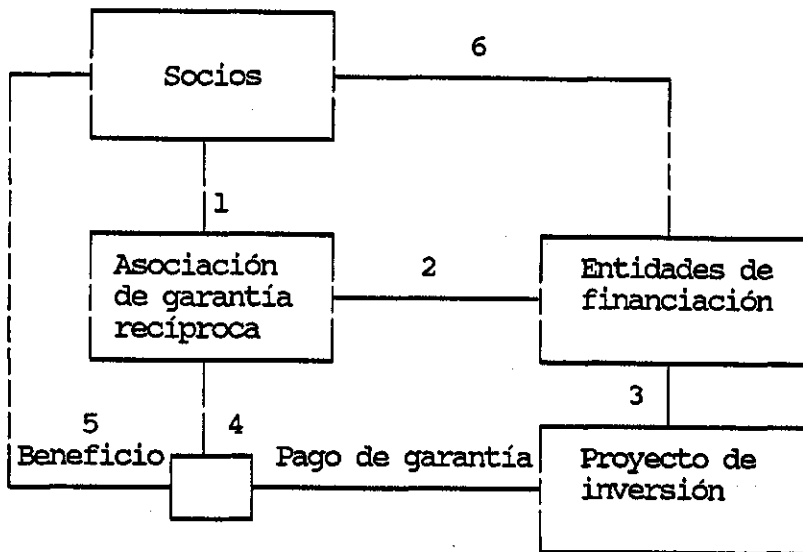 6
Socios
1
Asociación
de garantía
recíproca
2
Entidades de
financiación
3
5
4
Beneficio
Pago de garantía
Proyecto de
inversión